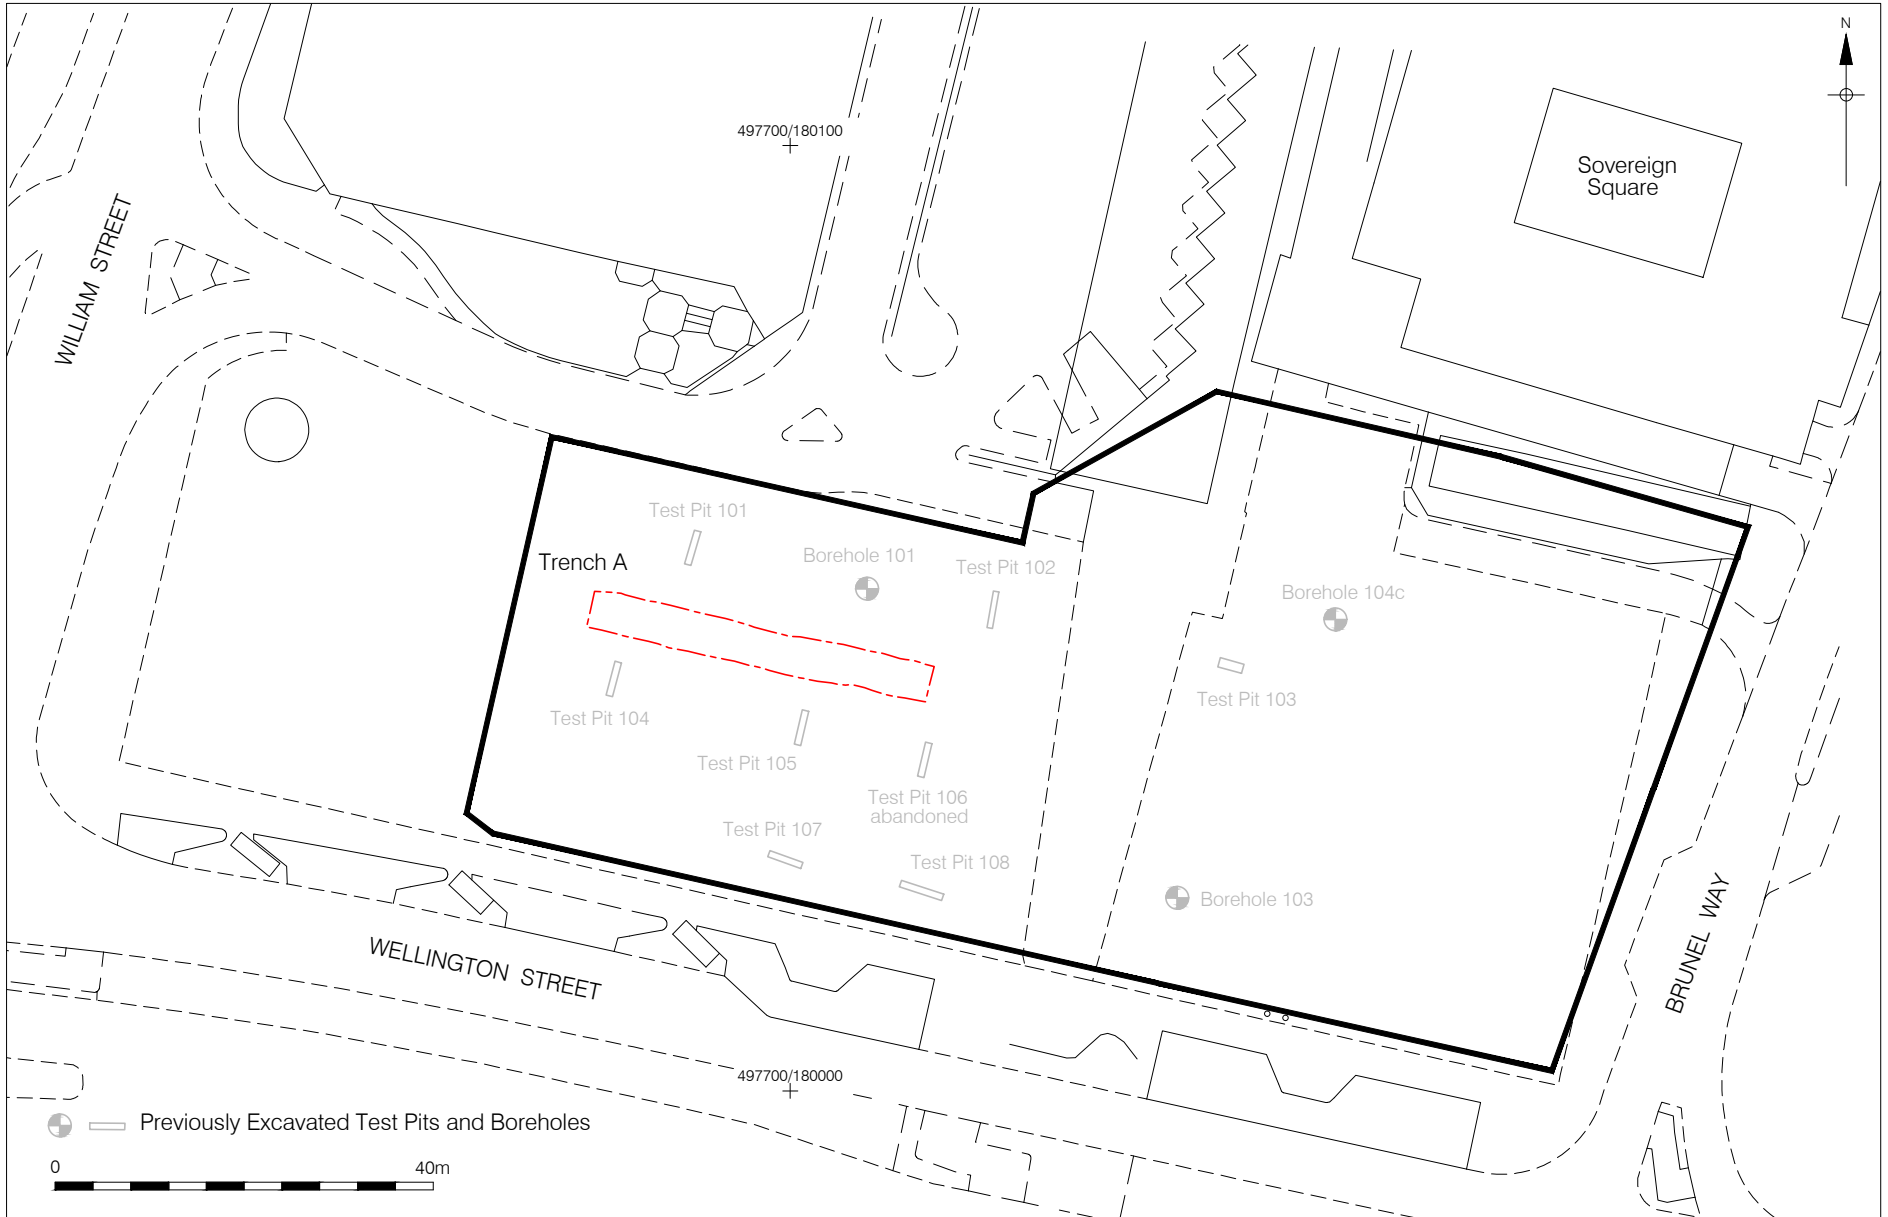 N
497700/180100
Sovereign
Square
WILLIAM STREET
Test Pit 101
Trench A
Borehole 101
Test Pit 102
Borehole 104c
Test Pit 103
Test Pit 104
Test Pit 105
Test Pit 106
abandoned
Test Pit 107
Test Pit 108
Borehole 103
BRUNEL WAY
WELLINGTON STREET
497700/180000
Previously Excavated Test Pits and Boreholes
0 40m